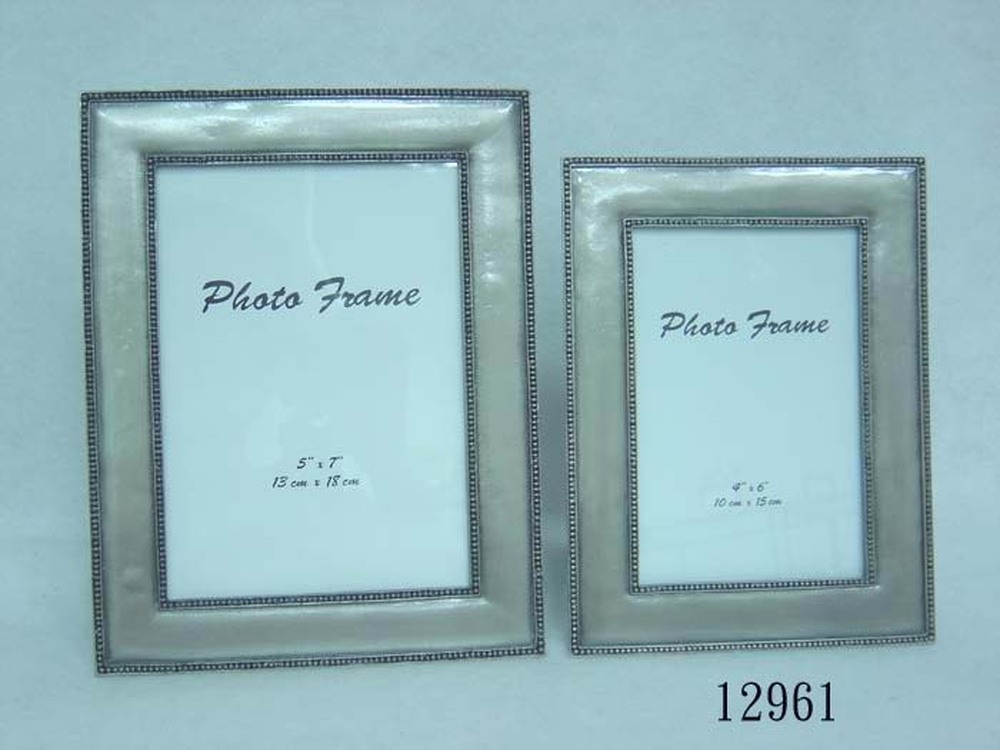 Photo Frame
5" x 7"
13 cm x 18 cm
Photo Frame
4" x 6"
10 cm x 15 cm
12961